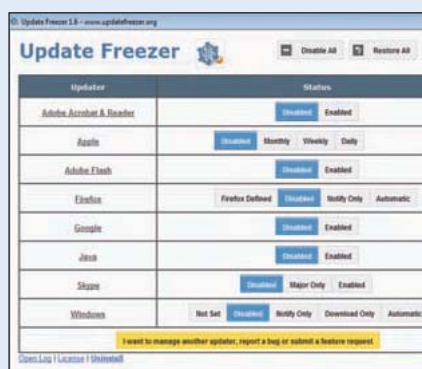 Update Freezer 1.6 - www.updatefreezer.org
Update Freezer
Disable All Restore All
Updater Status
Adobe Acrobat & Reader Disabled Enabled
Apple Disabled Monthly Weekly Daily
Adobe Flash Disabled Enabled
Firefox Firefox Defined Disabled Notify Only Automatic
Google Disabled Enabled
Java Disabled Enabled
Skype Disabled Major Only Enabled
Windows Not Set Disabled Notify Only Download Only Automatic
I want to manage another updater, report a bug or submit a feature request
Open Log | License | Uninstall